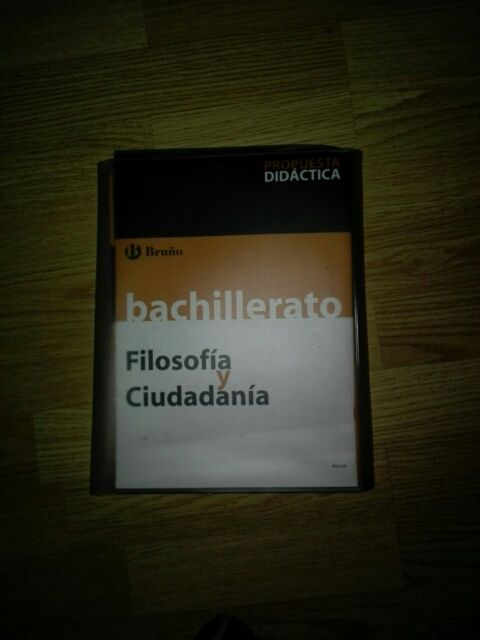 PROPUESTA
DIDÁCTICA
Bruño
bachillerato
Filosofía
y
Ciudadanía